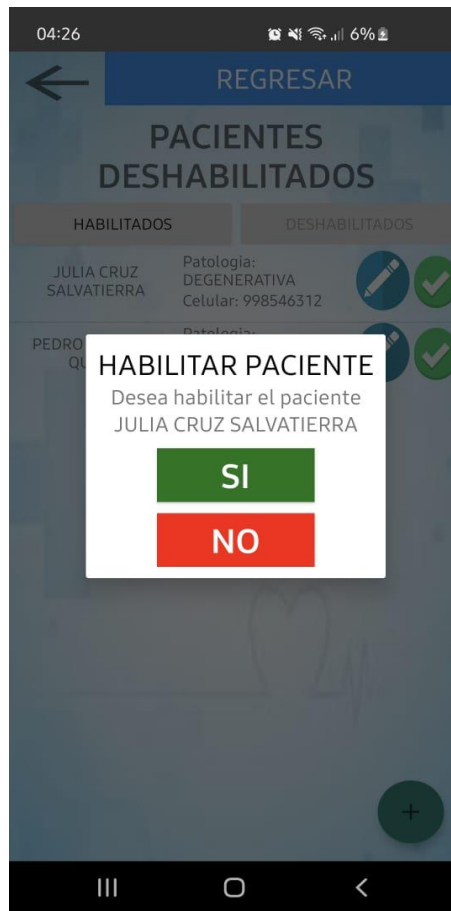 04:26
6%
REGRESAR
PACIENTES
DESHABILITADOS
HABILITADOS
DESHABILITADOS
JULIA CRUZ
SALVATIERRA
Patologia:
DEGENERATIVA
Celular: 998546312
PEDRO
Patologia:
HABILITAR PACIENTE
Desea habilitar el paciente
JULIA CRUZ SALVATIERRA
SI
NO
+